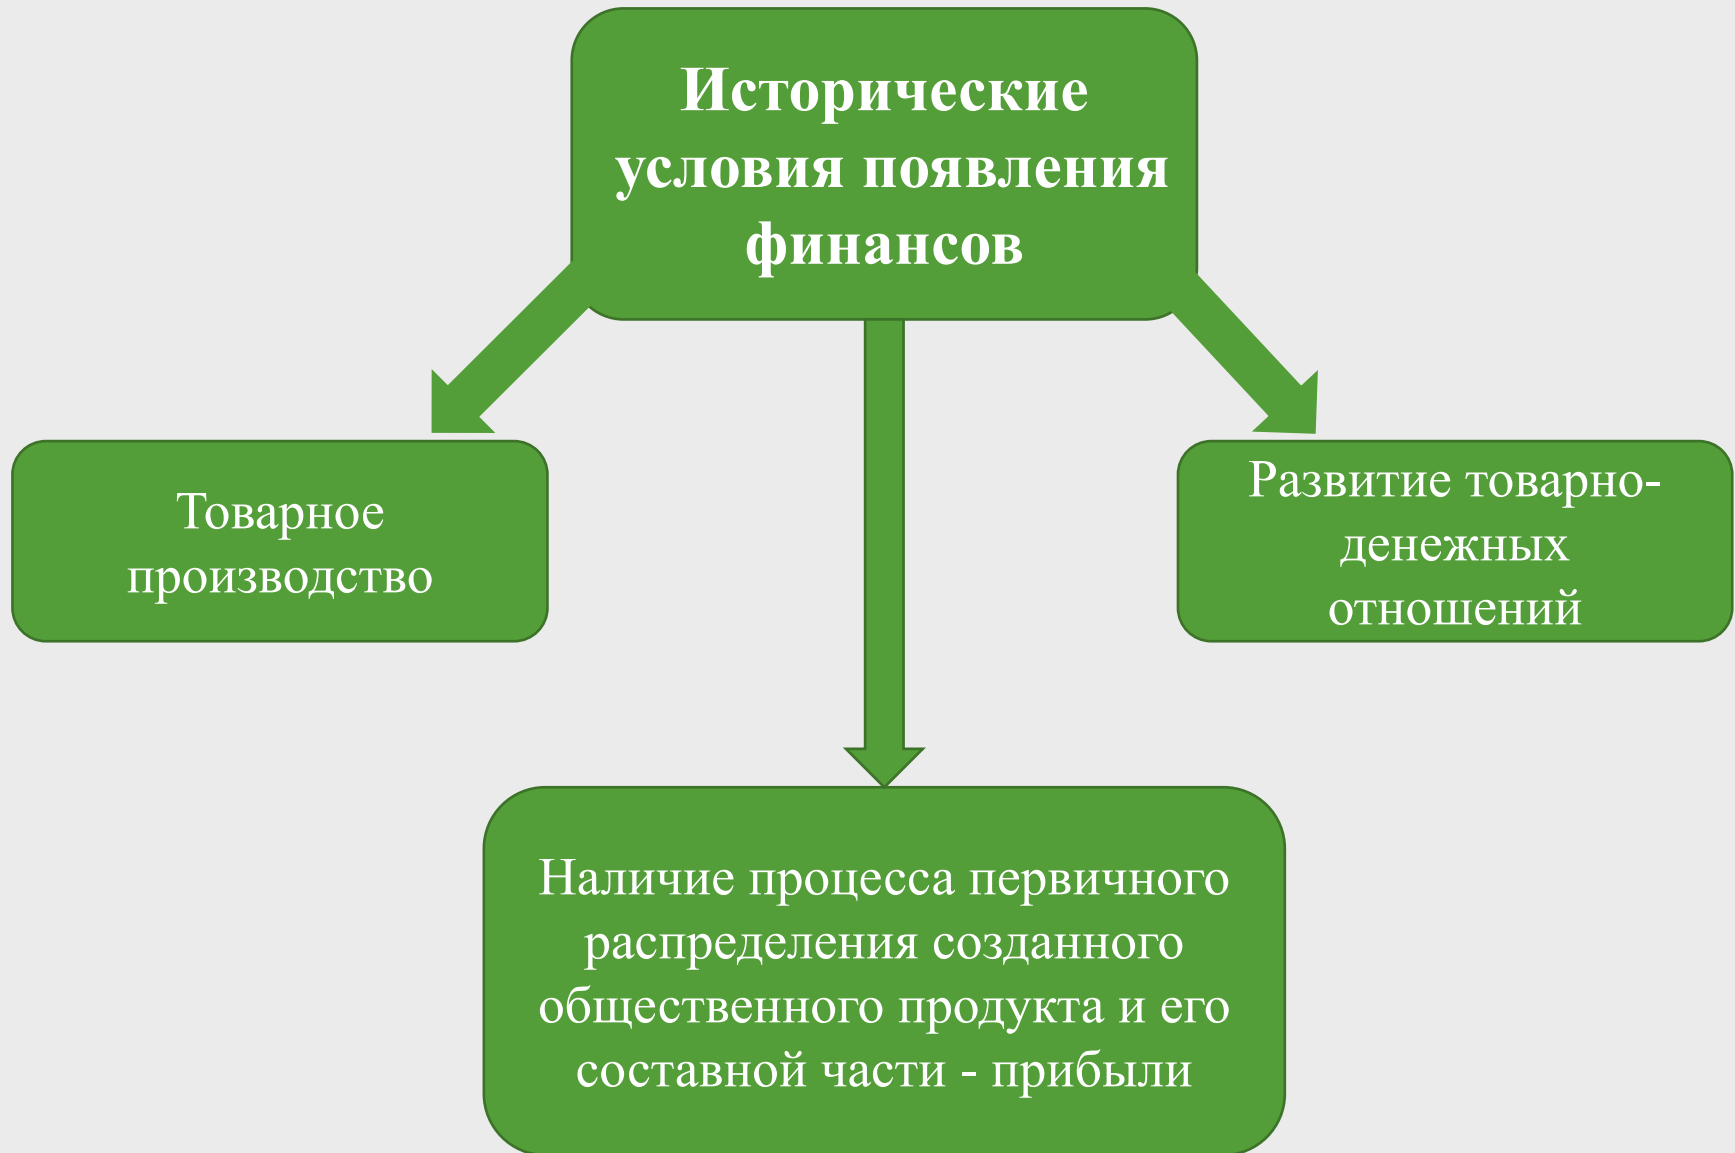 Исторические
условия появления
финансов
Товарное
производство
Развитие товарно-
денежных
отношений
Наличие процесса первичного
распределения созданного
общественного продукта и его
составной части - прибыли